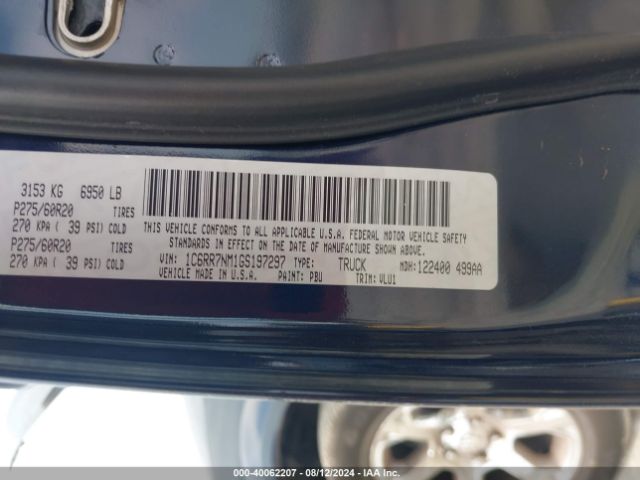 3153 KG 6950 LB
P275/60R20 TIRES
270 KPA ( 39 PSI) COLD
P275/60R20 TIRES
270 KPA ( 39 PSI) COLD
THIS VEHICLE CONFORMS TO ALL APPLICABLE U.S.A. FEDERAL MOTOR VEHICLE SAFETY
STANDARDS IN EFFECT ON THE DATE OF MANUFACTURE SHOWN ABOVE.
VIN: 1C6RR7NM1GS197297 TYPE: TRUCK MDH: 122400 499AA
VEHICLE MADE IN U.S.A. PAINT: PBU TRIM: VLU1
000-40062207 - 08/12/2024 - IAA Inc.